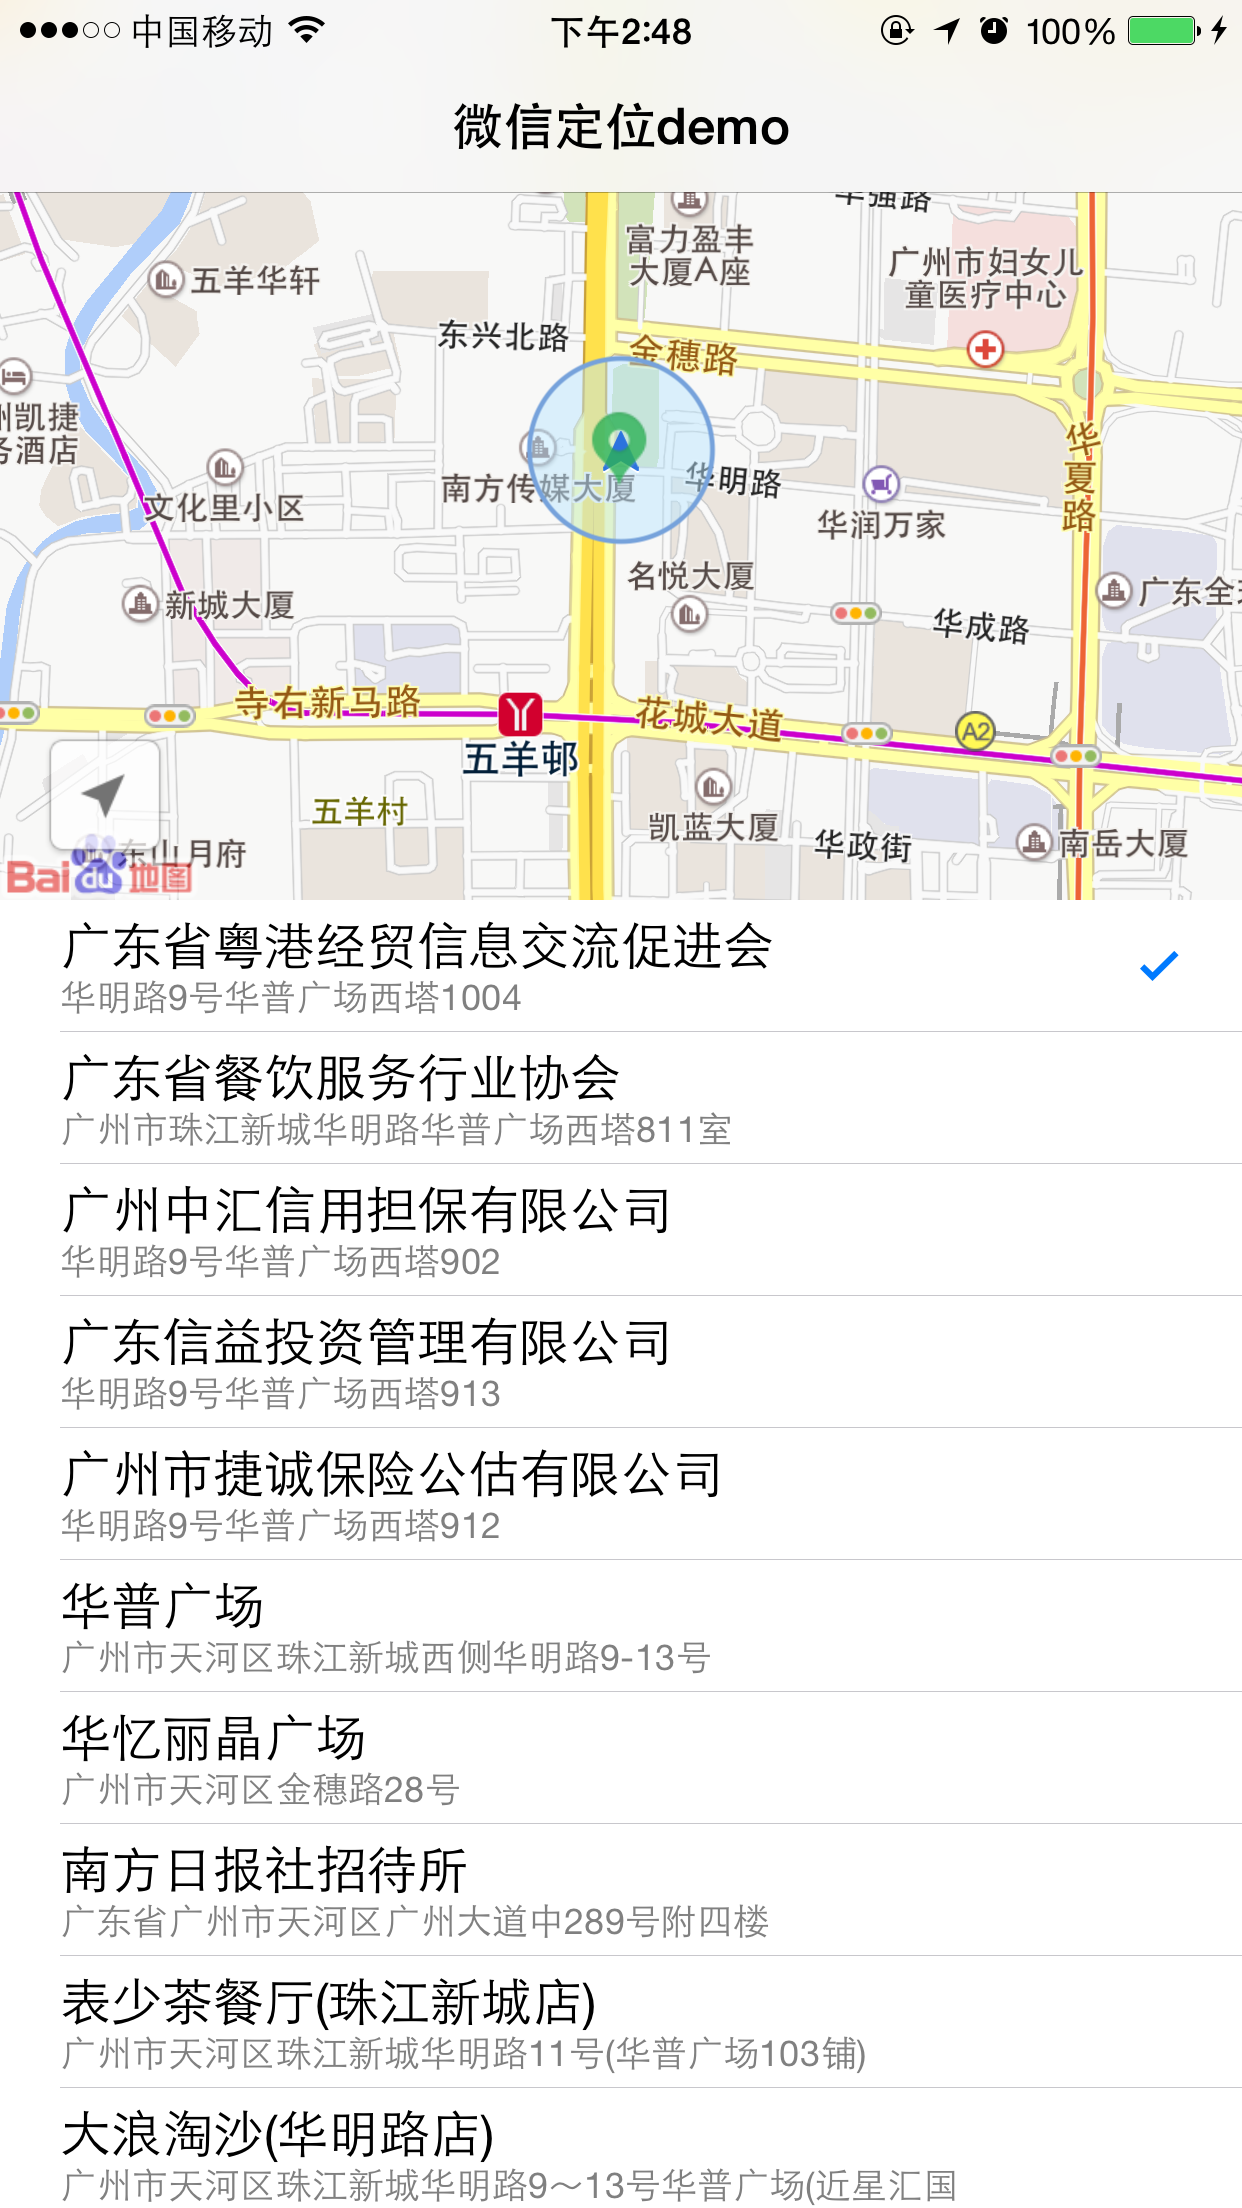 中国移动
下午2:48
100%
微信定位demo
华强路
富力盈丰
大厦A座
广州市妇女儿
童医疗中心
五羊华轩
东兴北路
金穗路
州凯捷
务酒店
华夏路
文化里小区
南方传媒大厦
华明路
华润万家
名悦大厦
新城大厦
广东全
华成路
寺右新马路
花城大道
A2
五羊邨
五羊村
凯蓝大厦
华政街
南岳大厦
东山月府
Bai du 地图
广东省粤港经贸信息交流促进会
华明路9号华普广场西塔1004
广东省餐饮服务行业协会
广州市珠江新城华明路华普广场西塔811室
广州中汇信用担保有限公司
华明路9号华普广场西塔902
广东信益投资管理有限公司
华明路9号华普广场西塔913
广州市捷诚保险公估有限公司
华明路9号华普广场西塔912
华普广场
广州市天河区珠江新城西侧华明路9-13号
华忆丽晶广场
广州市天河区金穗路28号
南方日报社招待所
广东省广州市天河区广州大道中289号附四楼
表少茶餐厅(珠江新城店)
广州市天河区珠江新城华明路11号(华普广场103铺)
大浪淘沙(华明路店)
广州市天河区珠江新城华明路9～13号华普广场(近星汇国